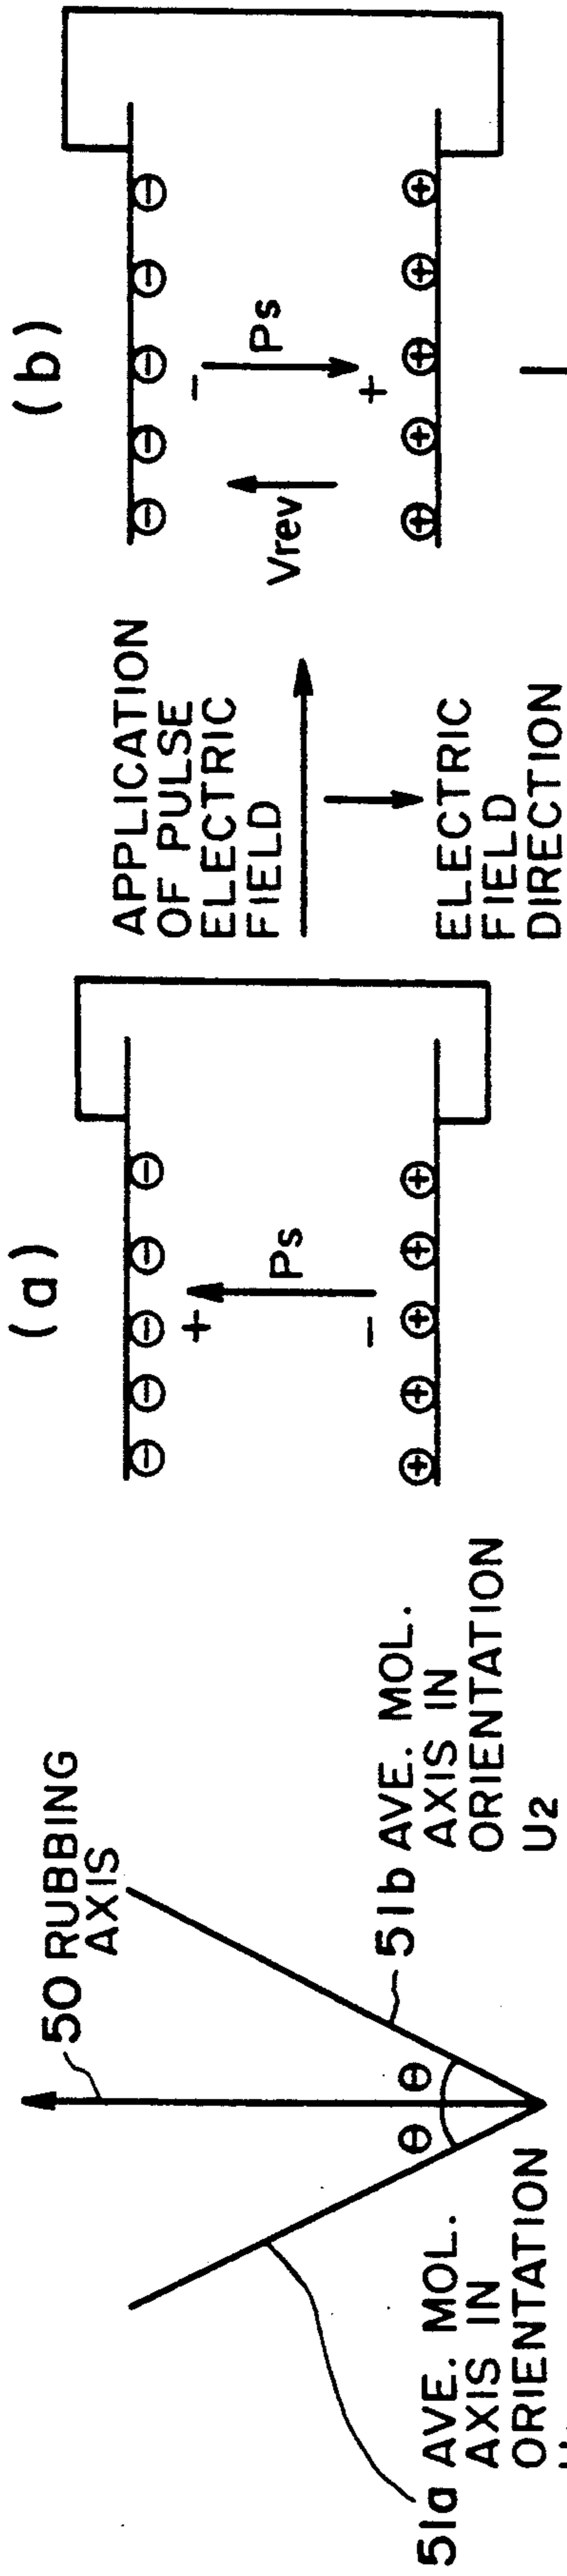 50 RUBBING
AXIS
θ θ
51b AVE. MOL.
AXIS IN
ORIENTATION
U2
51a AVE. MOL.
AXIS IN
ORIENTATION
(a)
⊖ ⊖ ⊖ ⊖ ⊖
+
Ps
−
⊕ ⊕ ⊕ ⊕ ⊕
APPLICATION
OF PULSE
ELECTRIC
FIELD
ELECTRIC
FIELD
DIRECTION
(b)
⊖ ⊖ ⊖ ⊖ ⊖
−
Vrev
Ps
+
⊕ ⊕ ⊕ ⊕ ⊕